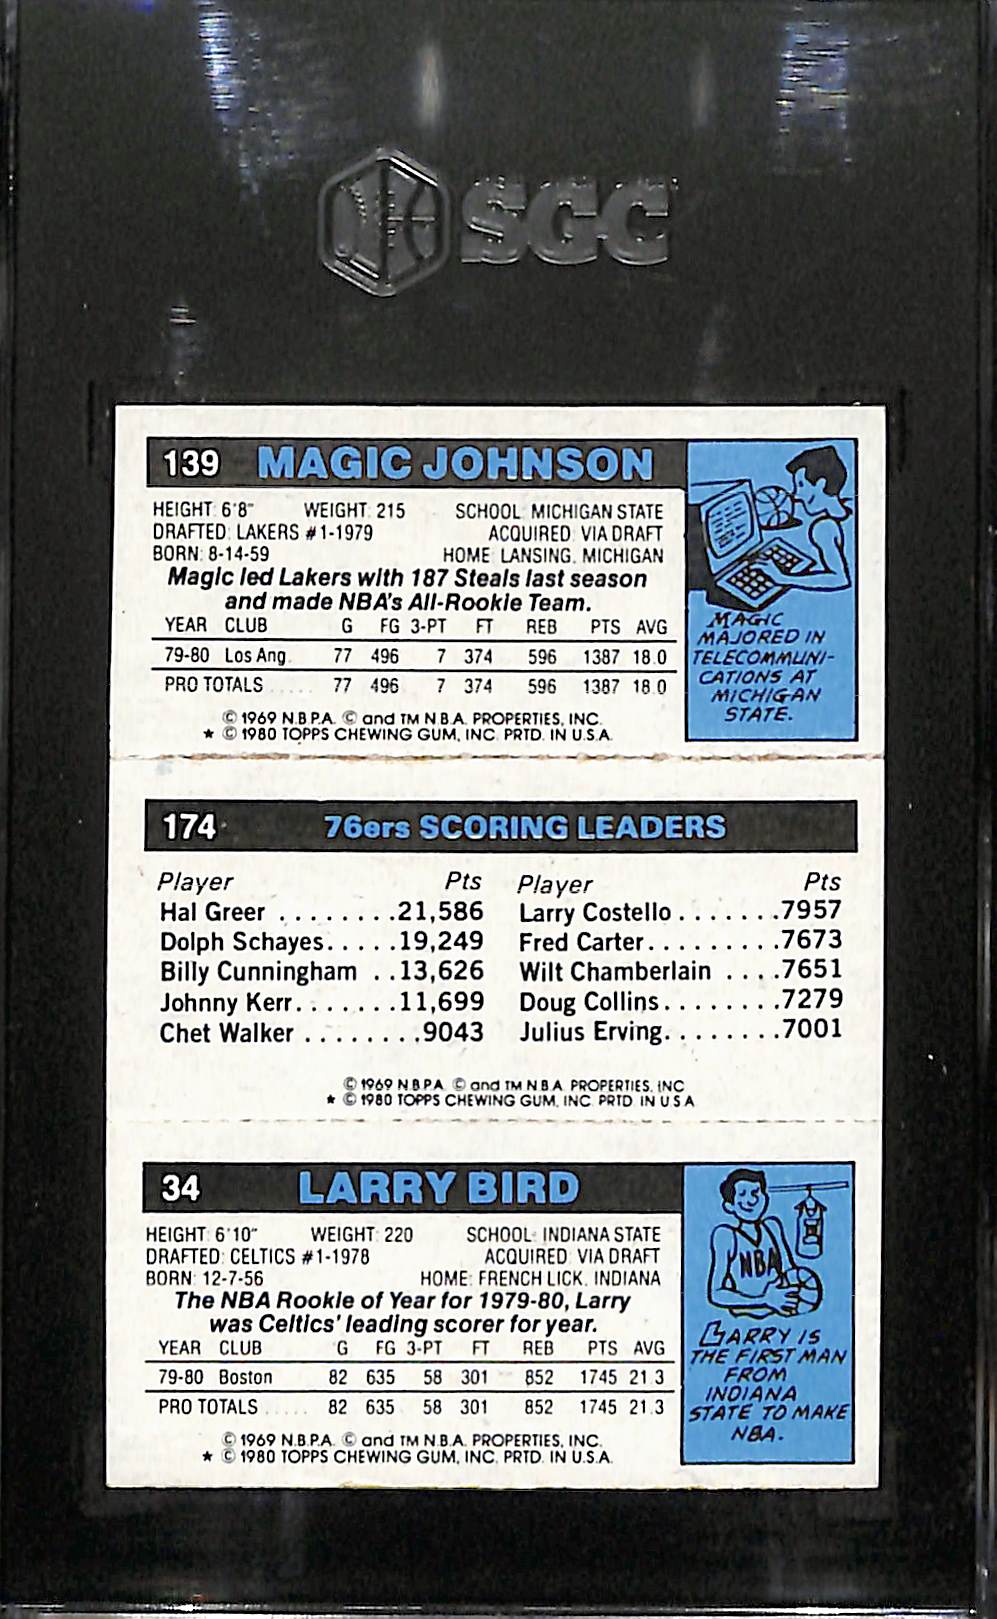 SGC
139 MAGIC JOHNSON
HEIGHT: 6'8" WEIGHT: 215 SCHOOL: MICHIGAN STATE
DRAFTED: LAKERS #1-1979 ACQUIRED: VIA DRAFT
BORN: 8-14-59 HOME: LANSING, MICHIGAN
Magic led Lakers with 187 Steals last season
and made NBA's All-Rookie Team.
YEAR CLUB G FG 3-PT FT REB PTS AVG
79-80 Los Ang. 77 496 7 374 596 1387 18.0
PRO TOTALS ..... 77 496 7 374 596 1387 18.0
© 1969 N.B.P.A. © and TM N.B.A. PROPERTIES, INC.
★ © 1980 TOPPS CHEWING GUM, INC. PRTD. IN U.S.A.
MAGIC
MAJORED IN
TELECOMMUNI-
CATIONS AT
MICHIGAN
STATE.
174 76ers SCORING LEADERS
Player Pts Player Pts
Hal Greer ........21,586 Larry Costello.......7957
Dolph Schayes.....19,249 Fred Carter.........7673
Billy Cunningham ..13,626 Wilt Chamberlain ....7651
Johnny Kerr.......11,699 Doug Collins........7279
Chet Walker ........9043 Julius Erving........7001
© 1969 N.B.P.A. © and TM N.B.A. PROPERTIES, INC.
★ © 1980 TOPPS CHEWING GUM, INC. PRTD. IN U.S.A.
34 LARRY BIRD
HEIGHT: 6'10" WEIGHT: 220 SCHOOL: INDIANA STATE
DRAFTED: CELTICS #1-1978 ACQUIRED: VIA DRAFT
BORN: 12-7-56 HOME: FRENCH LICK, INDIANA
The NBA Rookie of Year for 1979-80, Larry
was Celtics' leading scorer for year.
YEAR CLUB G FG 3-PT FT REB PTS AVG
79-80 Boston 82 635 58 301 852 1745 21.3
PRO TOTALS ..... 82 635 58 301 852 1745 21.3
© 1969 N.B.P.A. © and TM N.B.A. PROPERTIES, INC.
★ © 1980 TOPPS CHEWING GUM, INC. PRTD. IN U.S.A.
NBA
LARRY IS
THE FIRST MAN
FROM
INDIANA
STATE TO MAKE
NBA.